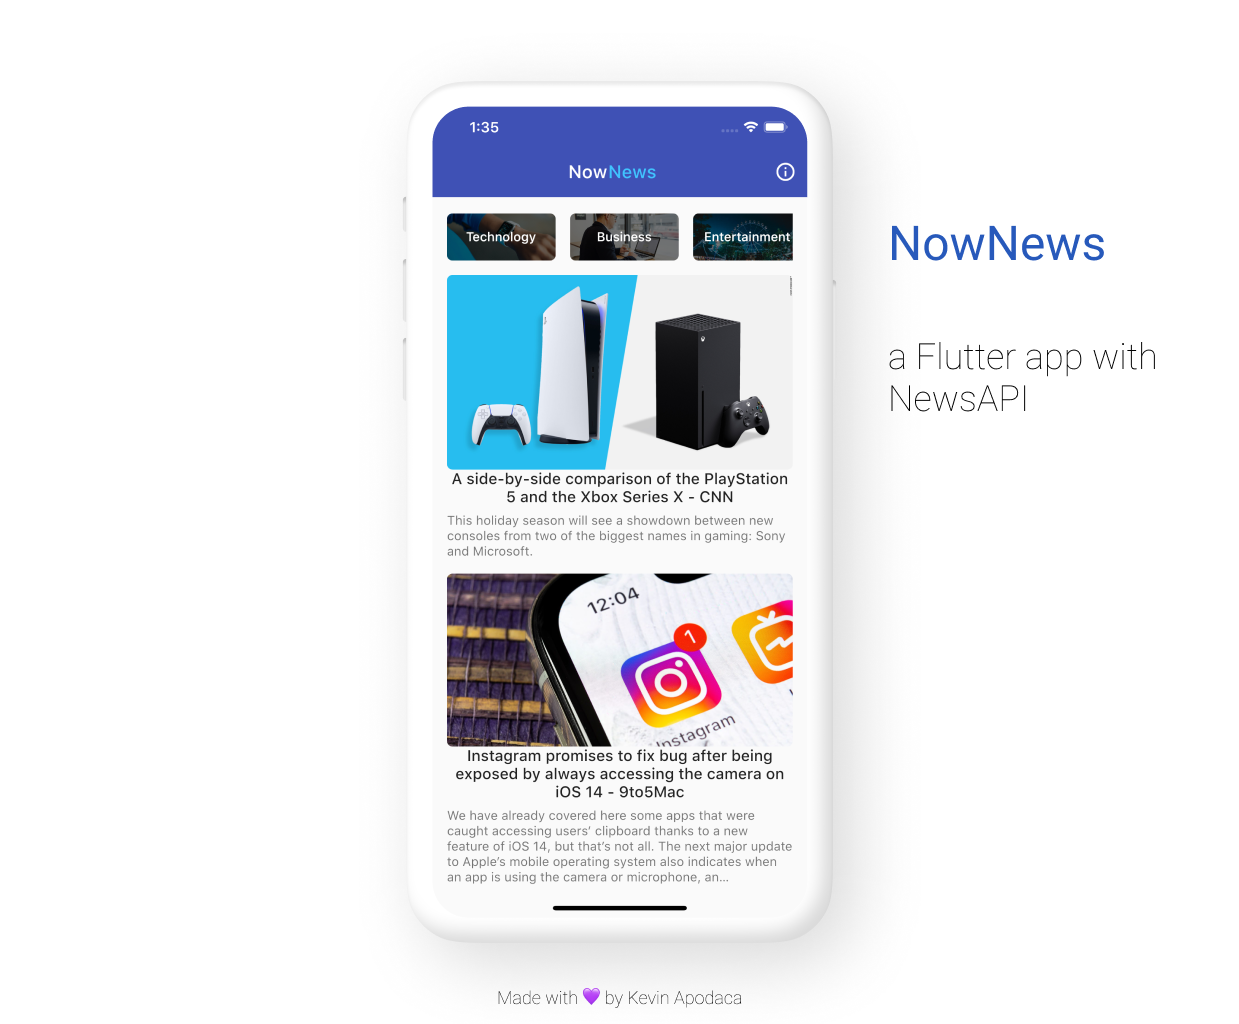 1:35
NowNews
Technology
Business
Entertainment
A side-by-side comparison of the PlayStation
5 and the Xbox Series X - CNN
This holiday season will see a showdown between new
consoles from two of the biggest names in gaming: Sony
and Microsoft.
12:04
1
Instagram
Instagram promises to fix bug after being
exposed by always accessing the camera on
iOS 14 - 9to5Mac
We have already covered here some apps that were
caught accessing users’ clipboard thanks to a new
feature of iOS 14, but that’s not all. The next major update
to Apple’s mobile operating system also indicates when
an app is using the camera or microphone, an…
NowNews
a Flutter app with
NewsAPI
Made with 💜 by Kevin Apodaca